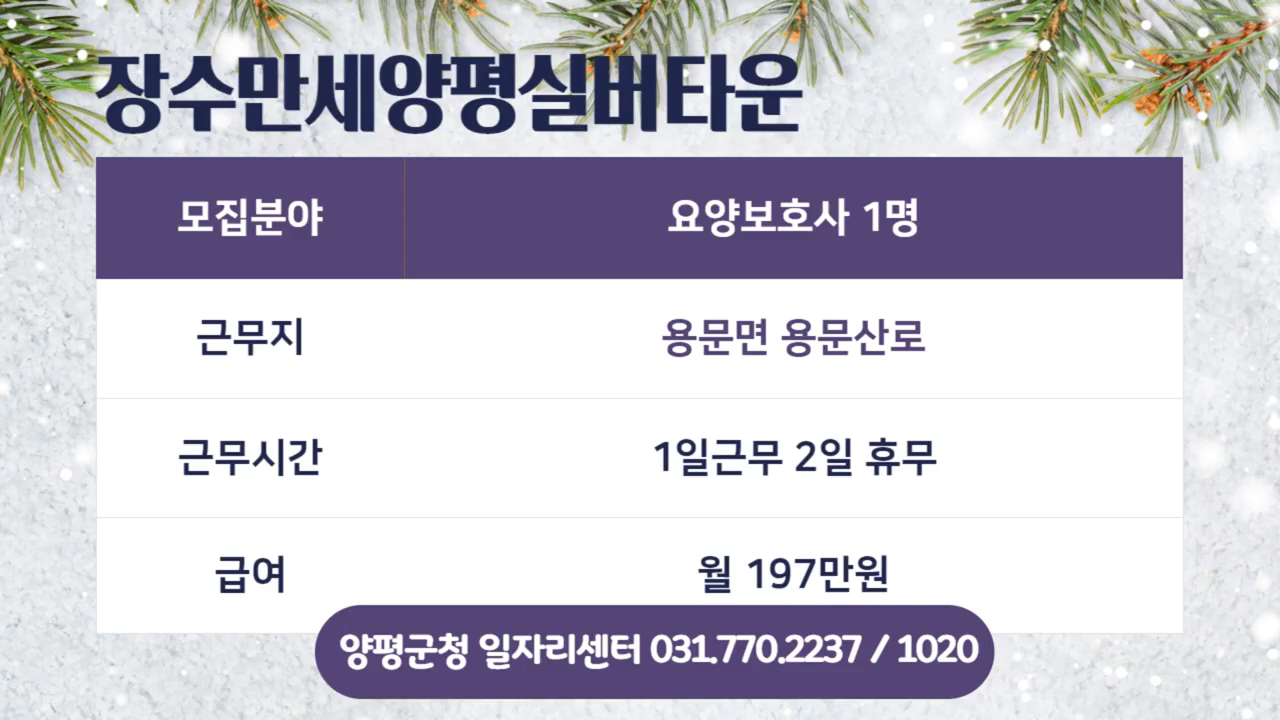 장수만세양평실버타운
모집분야 요양보호사 1명
근무지 용문면 용문산로
근무시간 1일근무 2일 휴무
급여 월 197만원
양평군청 일자리센터 031.770.2237 / 1020